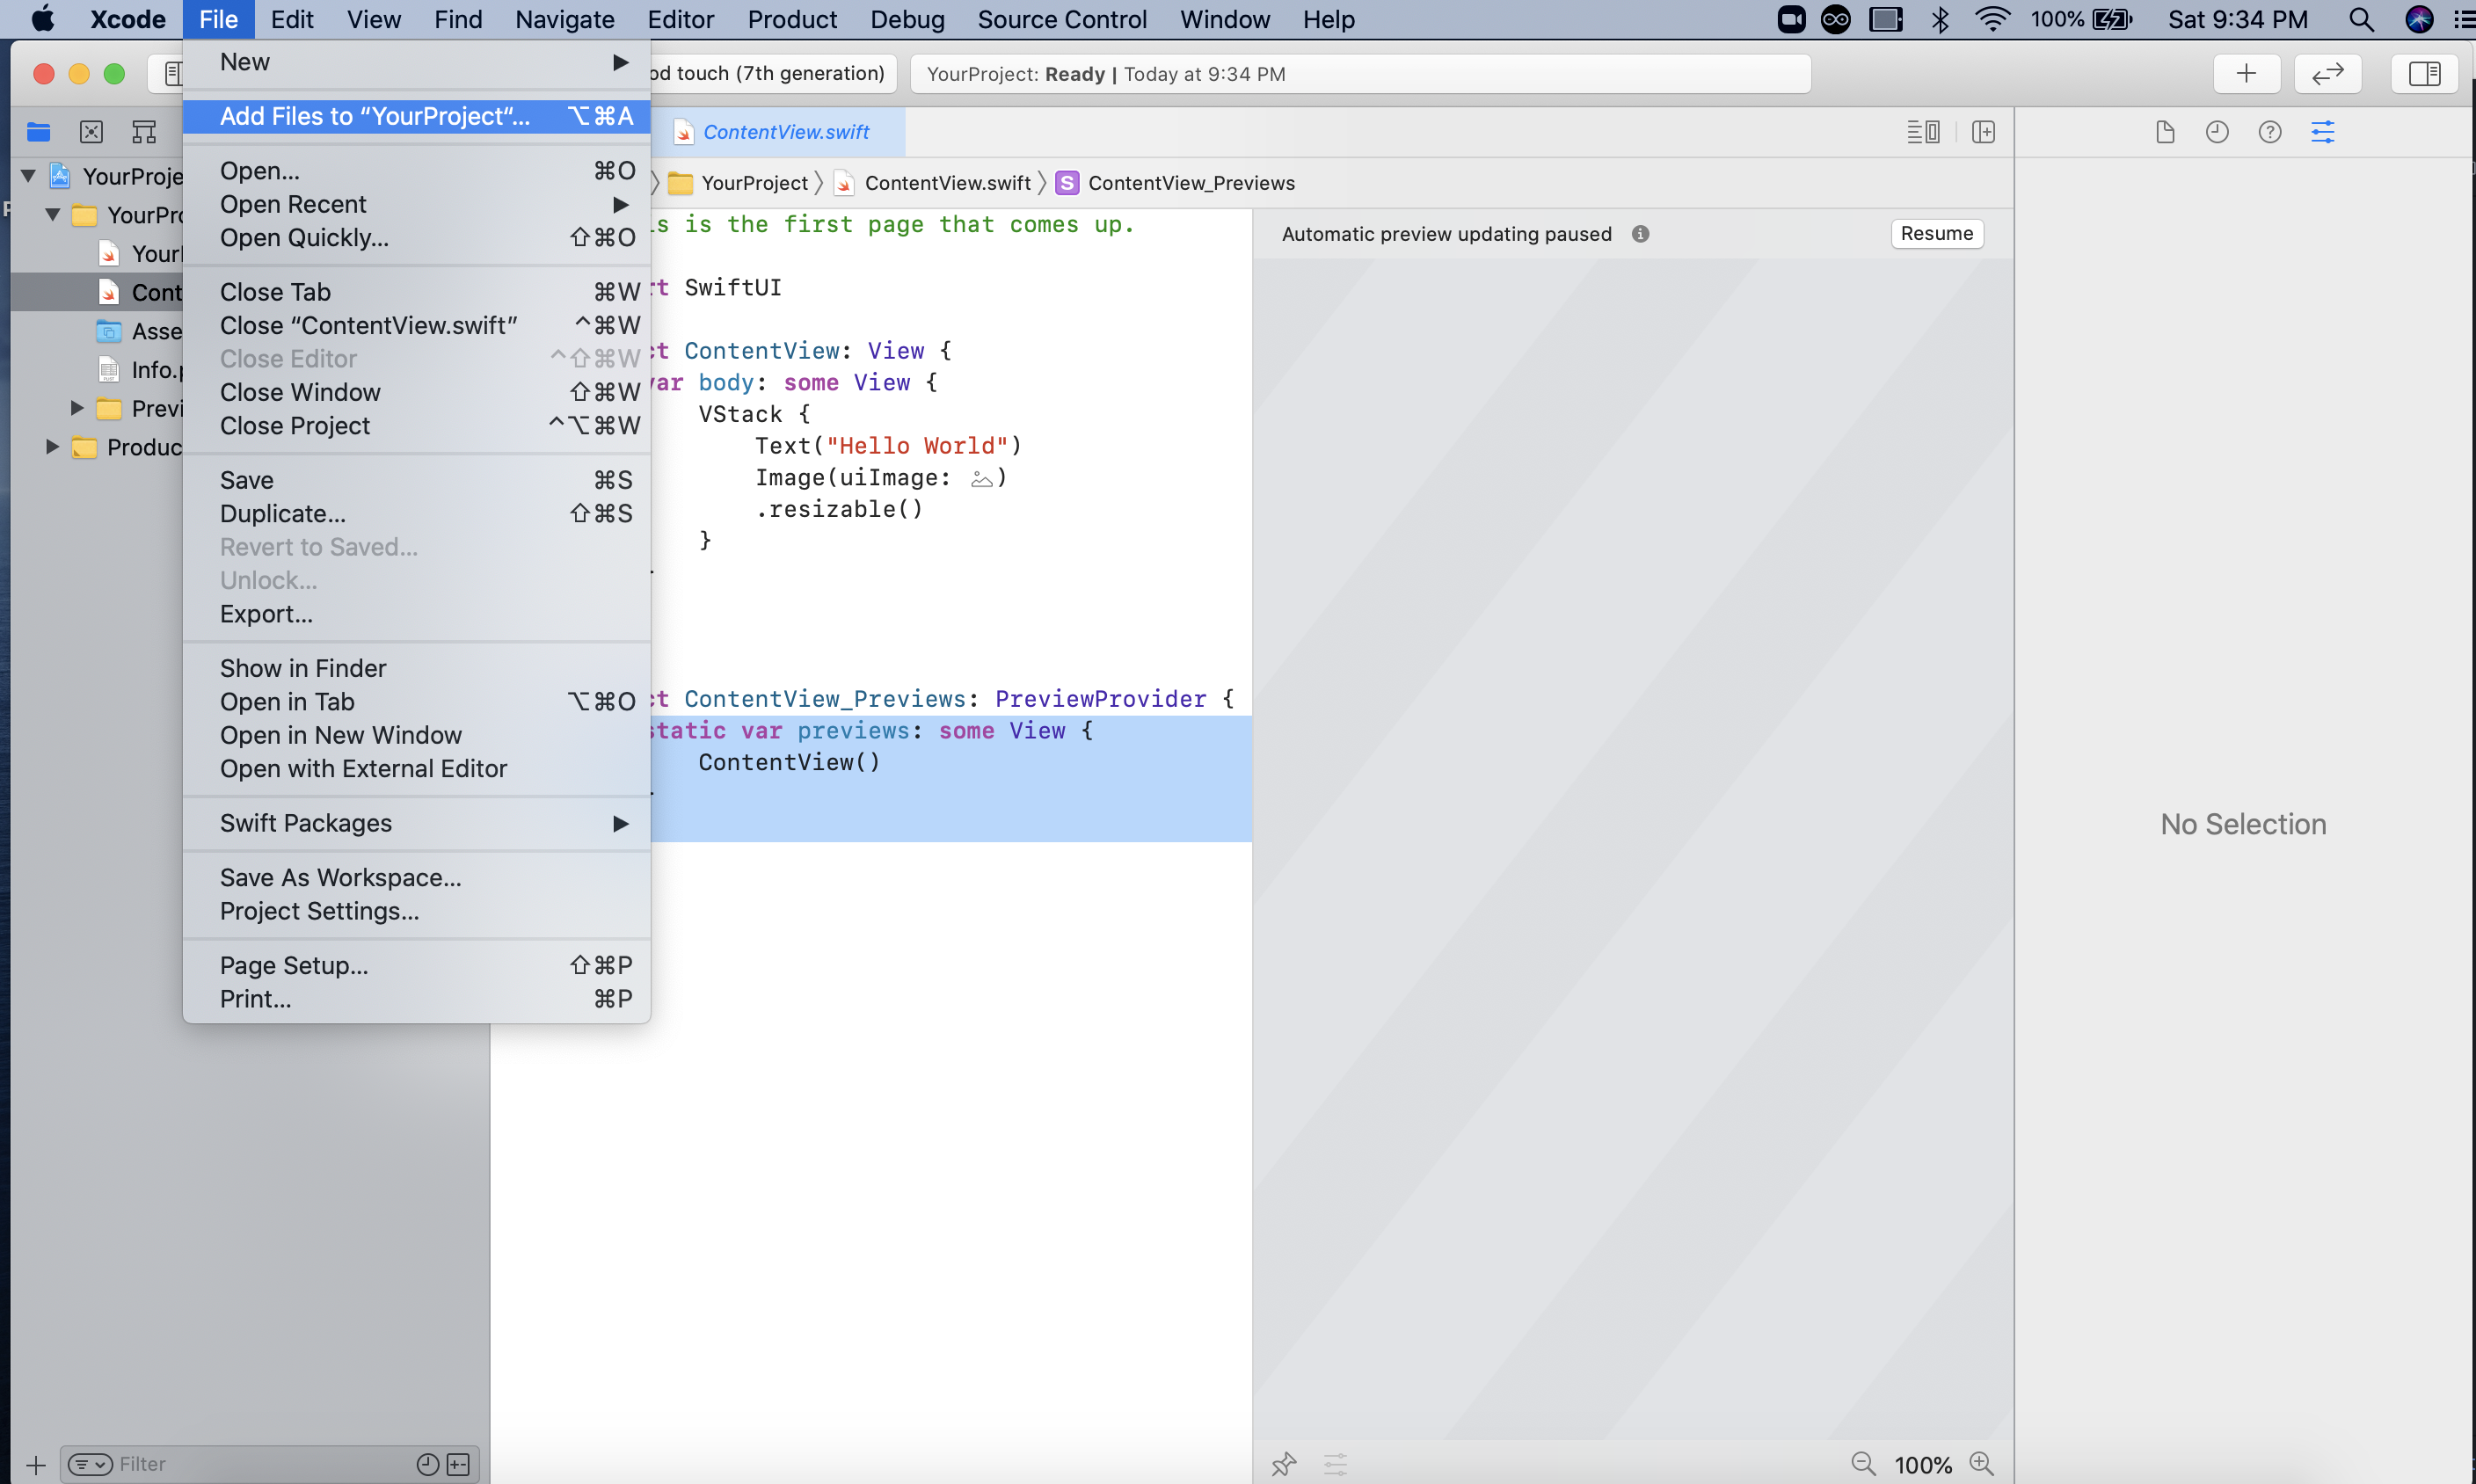 Xcode File Edit View Find Navigate Editor Product Debug Source Control Window Help 100% Sat 9:34 PM
od touch (7th generation) YourProject: Ready | Today at 9:34 PM
New
Add Files to “YourProject“... ⌥⌘A
Open... ⌘O
Open Recent
Open Quickly... ⇧⌘O
Close Tab ⌘W
Close “ContentView.swift” ^⌘W
Close Editor ^⇧⌘W
Close Window ⇧⌘W
Close Project ^⌥⌘W
Save ⌘S
Duplicate... ⇧⌘S
Revert to Saved...
Unlock...
Export...
Show in Finder
Open in Tab ⌥⌘O
Open in New Window
Open with External Editor
Swift Packages
Save As Workspace...
Project Settings...
Page Setup... ⇧⌘P
Print... ⌘P
YourProje
YourPro
Your
Cont
Asse
Info.p
Previ
Produc
Filter
ContentView.swift
YourProject 〉 ContentView.swift 〉 S ContentView_Previews
s is the first page that comes up.
rt SwiftUI
ct ContentView: View {
var body: some View {
VStack {
Text("Hello World")
Image(uiImage: )
.resizable()
}
ct ContentView_Previews: PreviewProvider {
static var previews: some View {
ContentView()
Automatic preview updating paused Resume
100%
No Selection